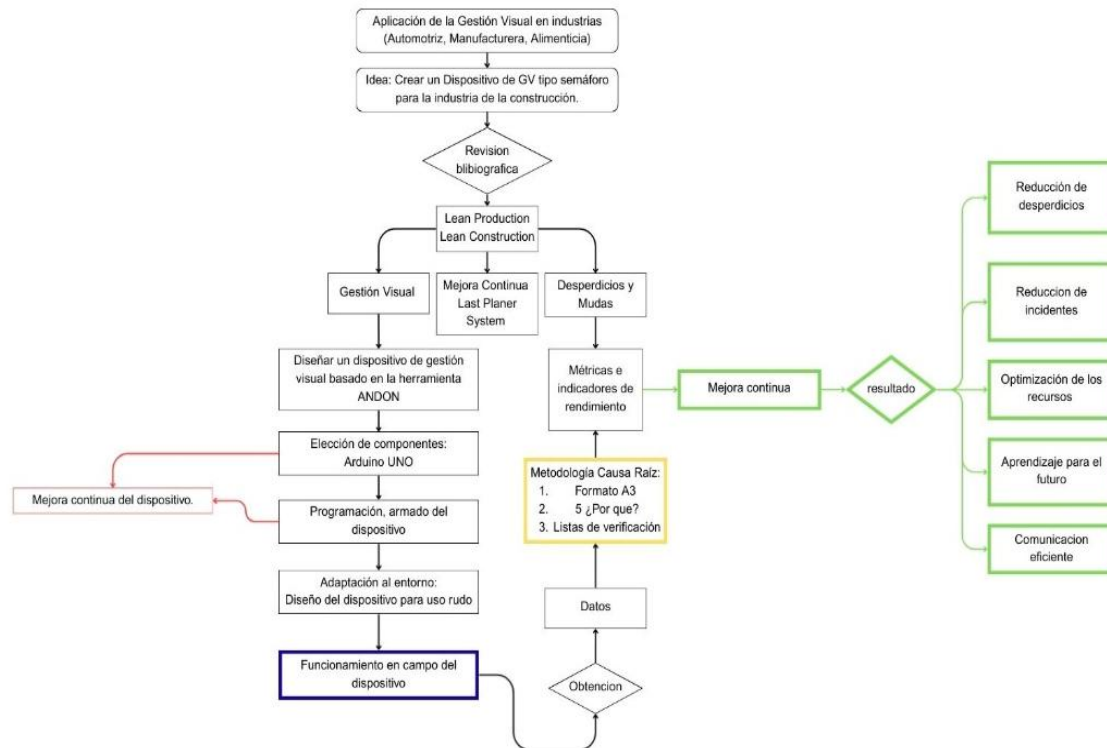 Aplicación de la Gestión Visual en industrias
(Automotriz, Manufacturera, Alimenticia)
Idea: Crear un Dispositivo de GV tipo semáforo
para la industria de la construcción.
Revision
blibiografica
Lean Production
Lean Construction
Gestión Visual
Mejora Continua
Last Planer
System
Desperdicios y
Mudas
Diseñar un dispositivo de gestión
visual basado en la herramienta
ANDON
Elección de componentes:
Arduino UNO
Mejora continua del dispositivo.
Programación, armado del
dispositivo
Adaptación al entorno:
Diseño del dispositivo para uso rudo
Funcionamiento en campo del
dispositivo
Obtencion
Datos
Metodología Causa Raíz:
1. Formato A3
2. 5 ¿Por que?
3. Listas de verificación
Métricas e
indicadores de
rendimiento
Mejora continua
resultado
Reducción de
desperdicios
Reduccion de
incidentes
Optimización de los
recursos
Aprendizaje para el
futuro
Comunicacion
eficiente